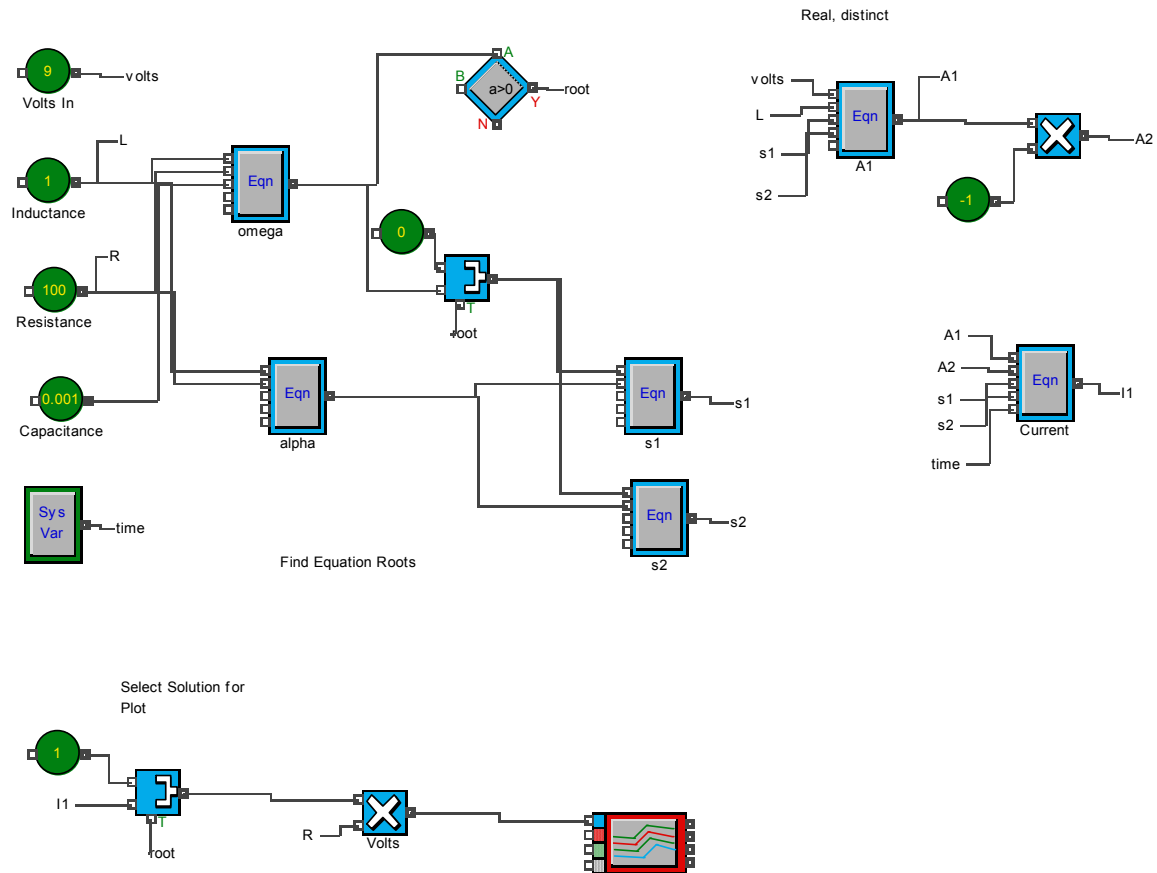 Real, distinct
9
volts
Volts In
A
B
a>0
root
Y
N
volts
L
s1
s2
Eqn
A1
A1
A2
-1
L
1
Inductance
Eqn
omega
0
R
100
Resistance
T
root
0.001
Capacitance
Eqn
alpha
Eqn
s1
s1
A1
A2
s1
s2
time
Eqn
Current
I1
Sys
Var
time
Eqn
s2
s2
Find Equation Roots
Select Solution for
Plot
1
I1
T
root
R
Volts